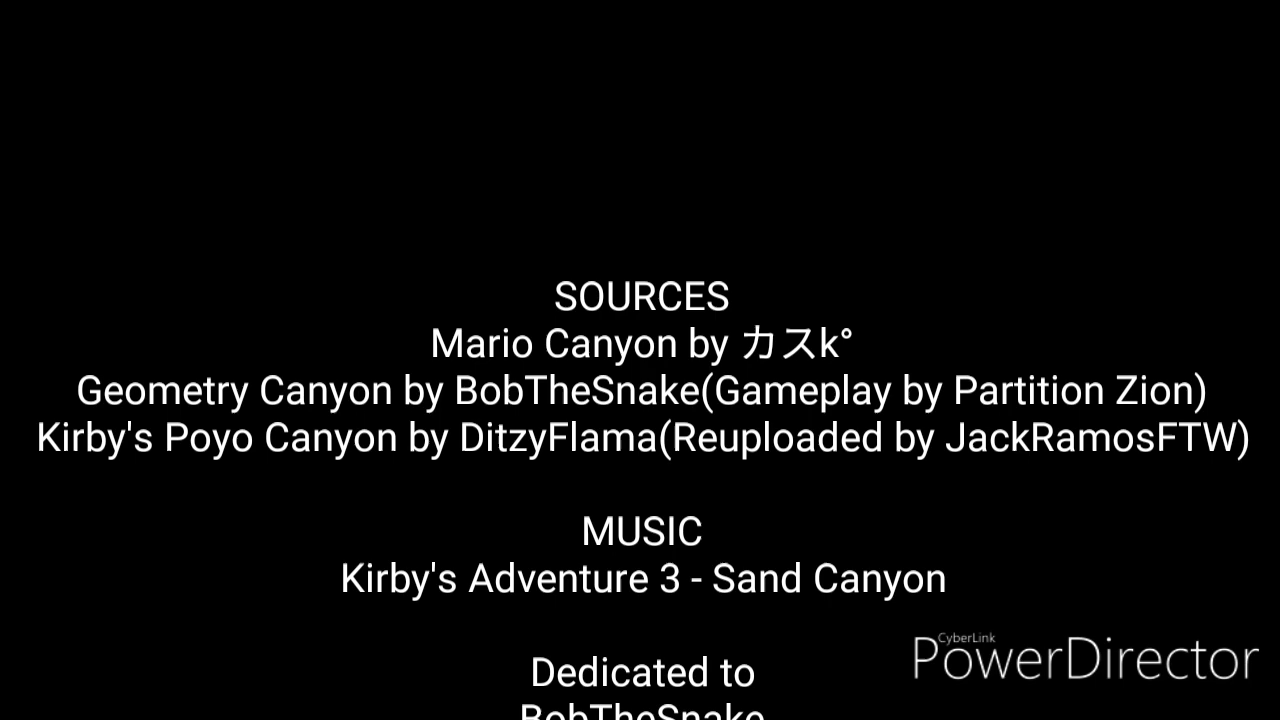 SOURCES
Mario Canyon by カスk°
Geometry Canyon by BobTheSnake(Gameplay by Partition Zion)
Kirby's Poyo Canyon by DitzyFlama(Reuploaded by JackRamosFTW)
MUSIC
Kirby's Adventure 3 - Sand Canyon
Dedicated to
BobTheSnake
CyberLink
PowerDirector